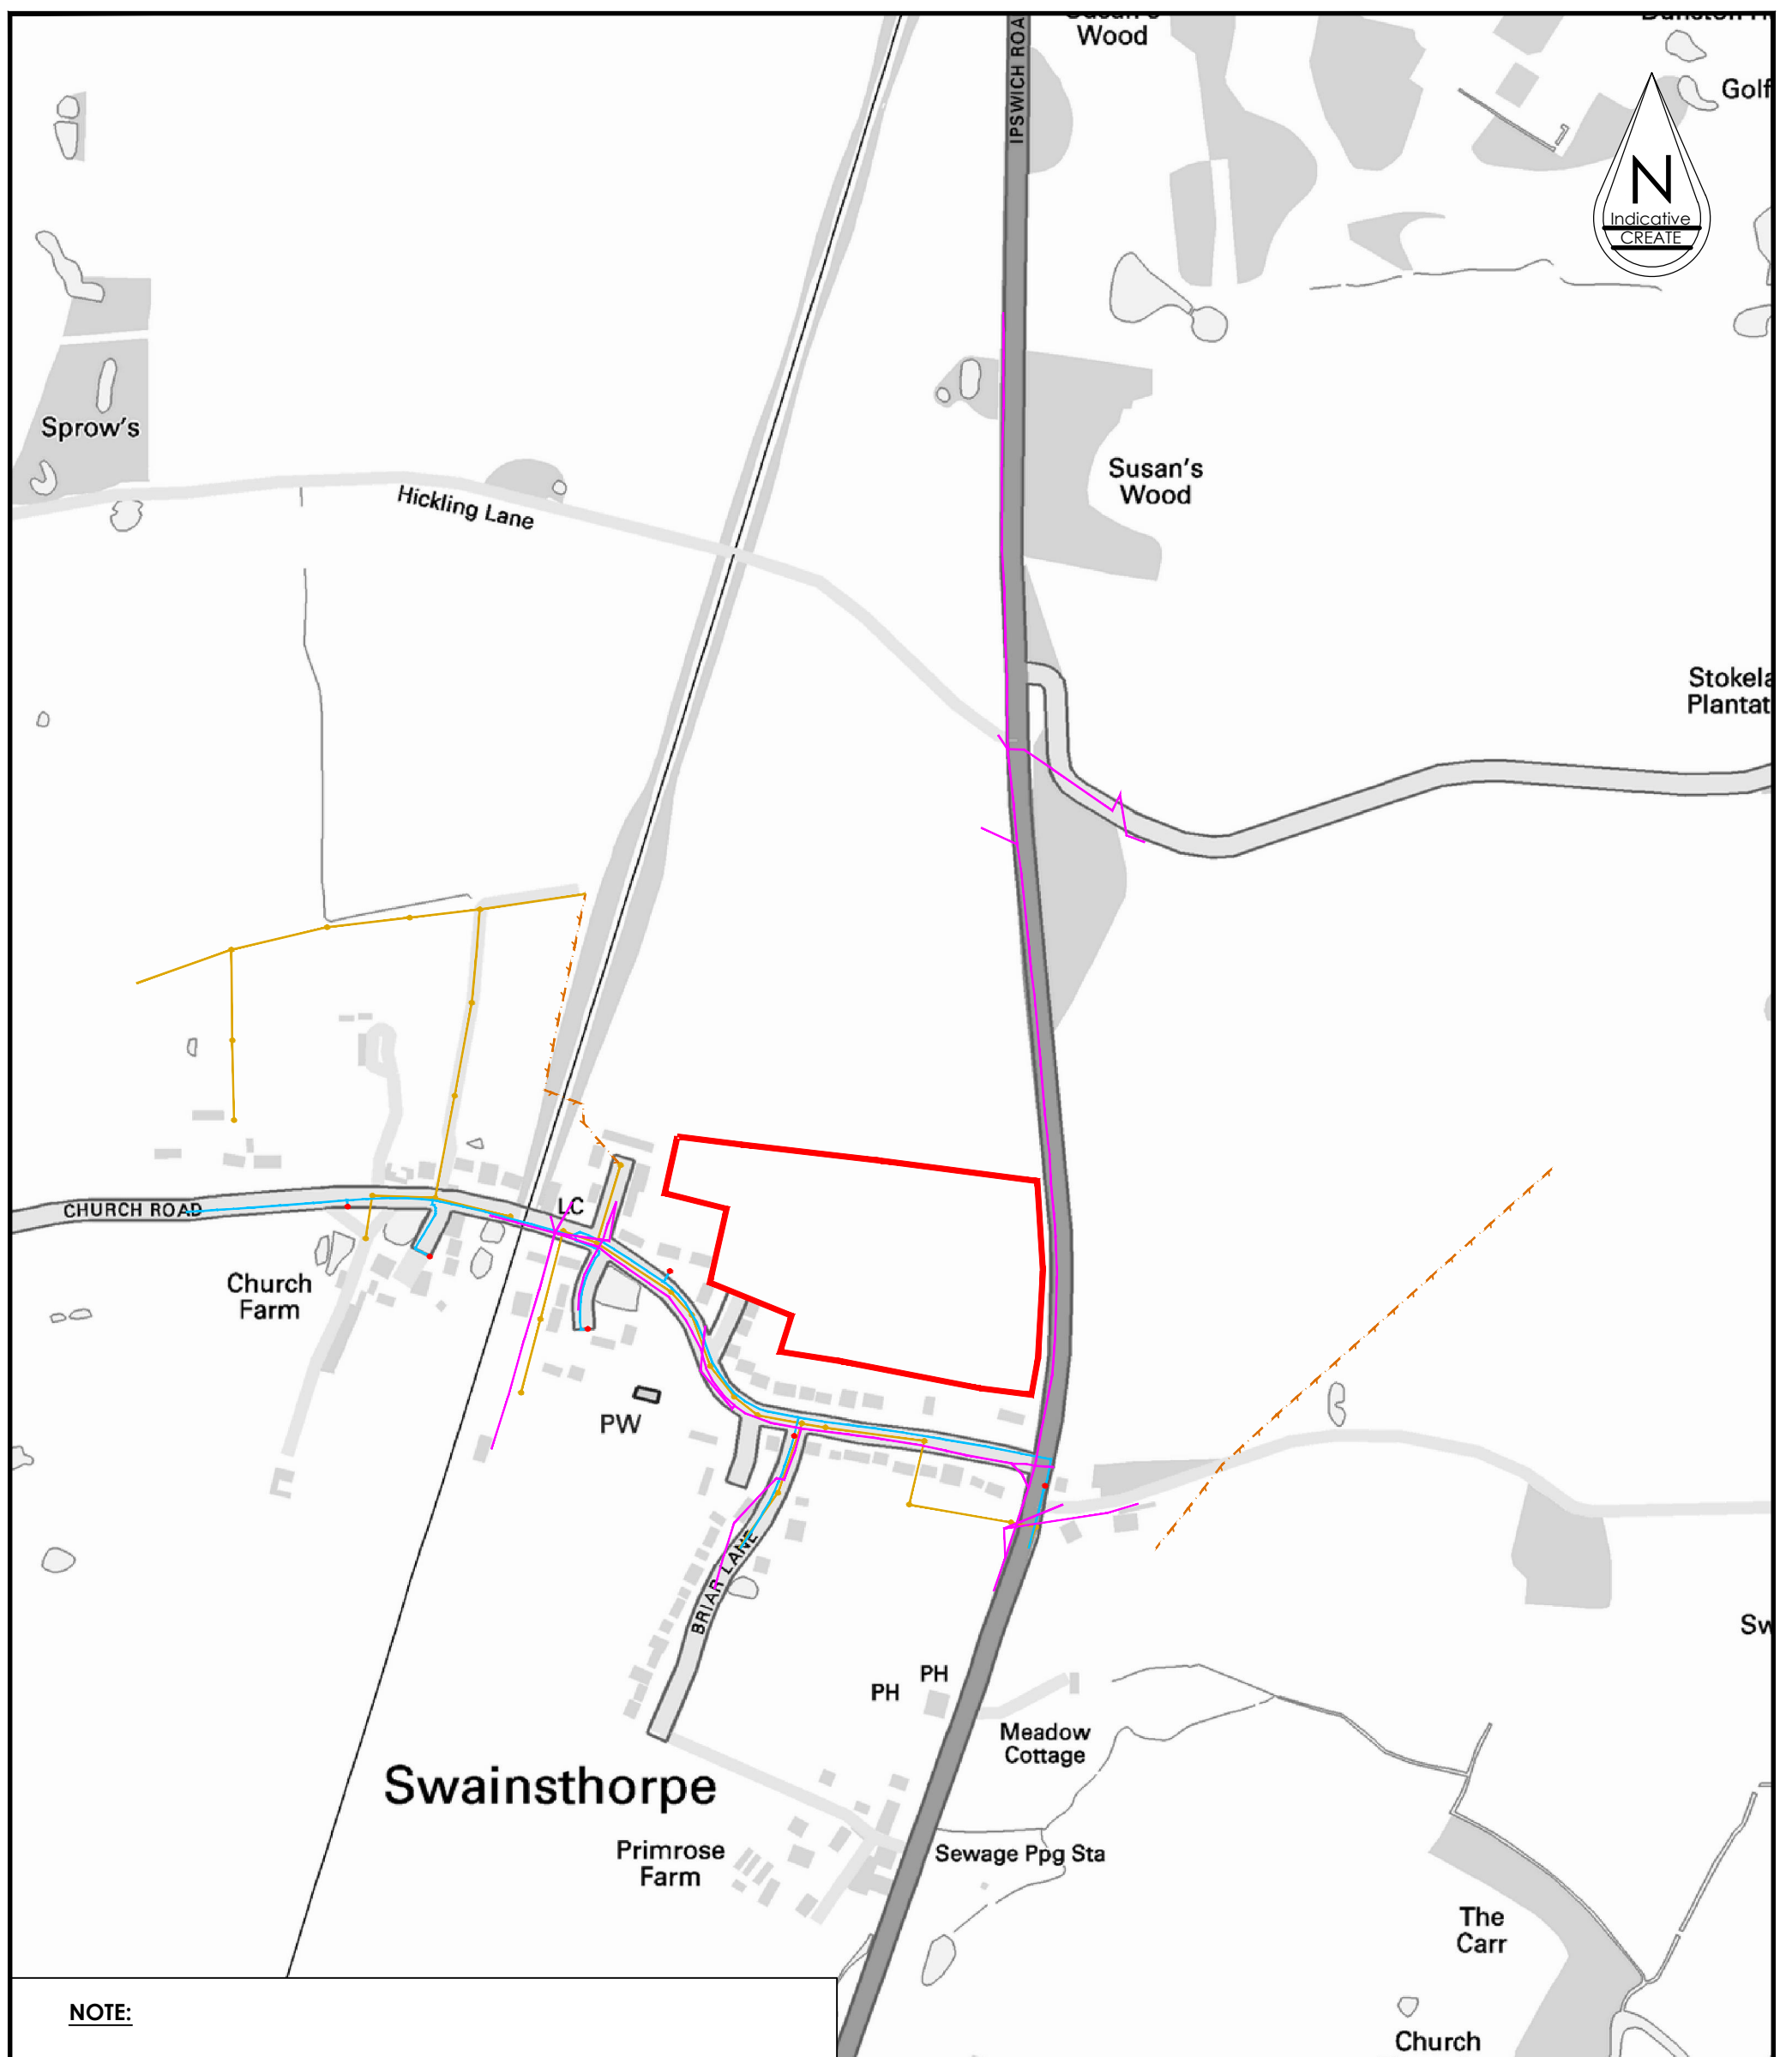 Wood
IPSWICH ROA
Golf
N
Indicative
CREATE
Sprow's
Hickling Lane
Susan's
Wood
Stokela
Plantat
LC
CHURCH ROAD
Church
Farm
PW
BRIAR LANE
Sw
PH
PH
Meadow
Cottage
Swainsthorpe
Primrose
Farm
Sewage Ppg Sta
The
Carr
NOTE:
Church